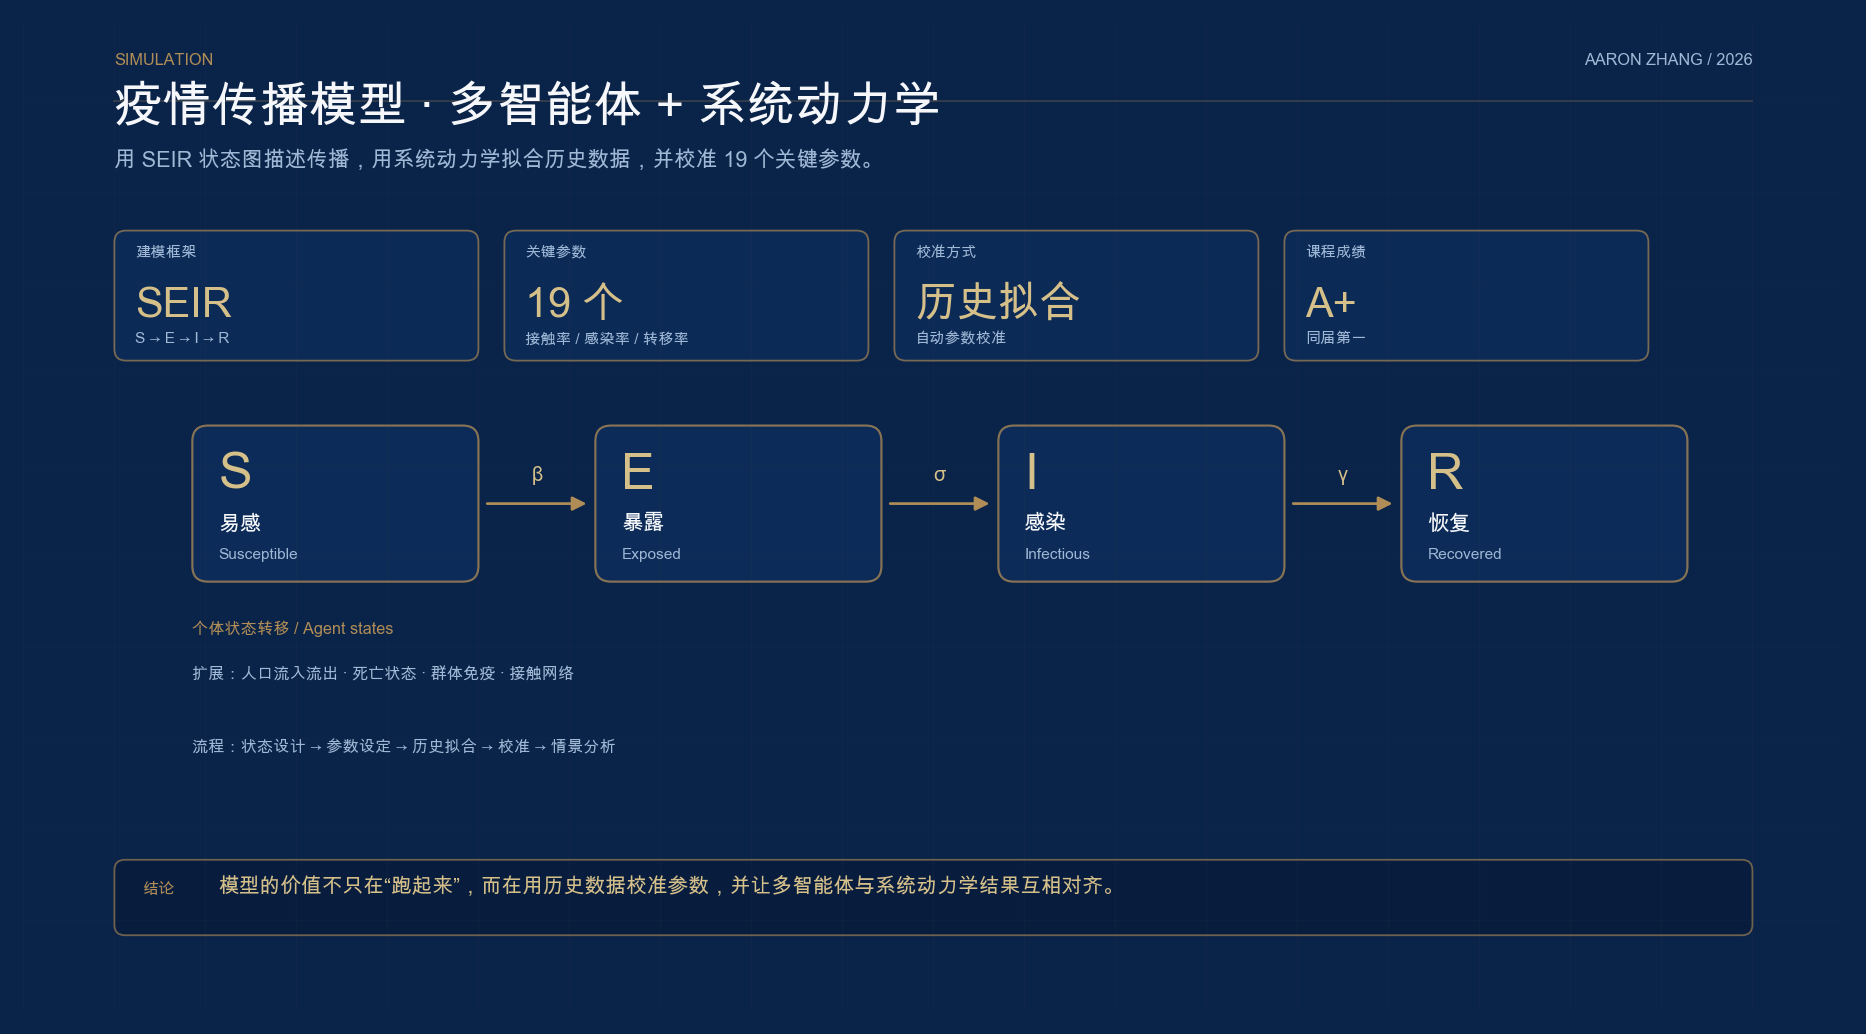 SIMULATION
AARON ZHANG / 2026
疫情传播模型 · 多智能体 + 系统动力学
用 SEIR 状态图描述传播，用系统动力学拟合历史数据，并校准 19 个关键参数。
建模框架
SEIR
S→E→I→R
关键参数
19 个
接触率 / 感染率 / 转移率
校准方式
历史拟合
自动参数校准
课程成绩
A+
同届第一
S
易感
Susceptible
β
E
暴露
Exposed
σ
I
感染
Infectious
γ
R
恢复
Recovered
个体状态转移 / Agent states
扩展：人口流入流出 · 死亡状态 · 群体免疫 · 接触网络
流程：状态设计→参数设定→历史拟合→校准→情景分析
结论
模型的价值不只在“跑起来”，而在用历史数据校准参数，并让多智能体与系统动力学结果互相对齐。